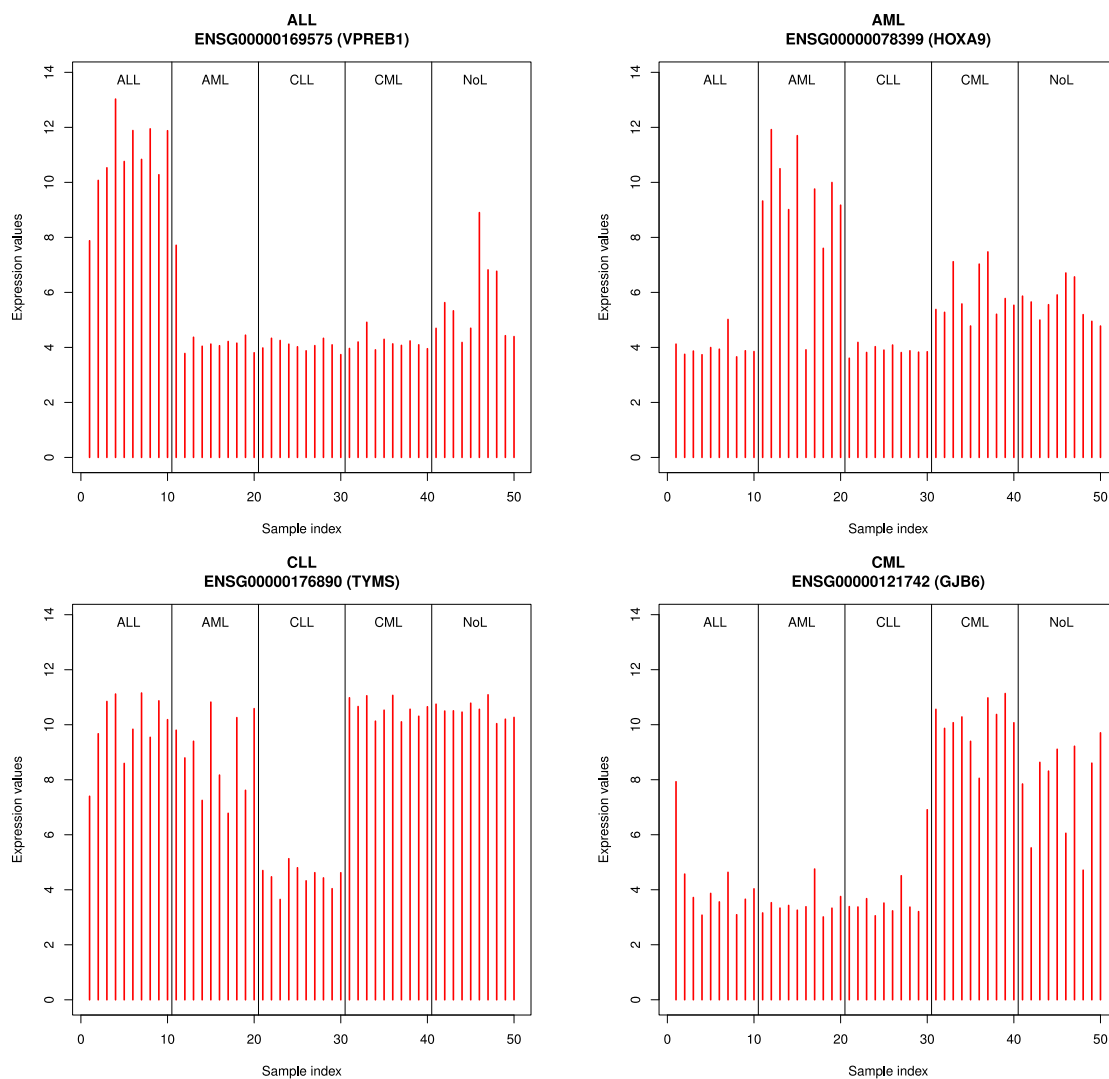 ALL
ENSG00000169575 (VPREB1)
ALL AML CLL CML NoL
14
12
10
8
6
4
2
0
Expression values
0 10 20 30 40 50
Sample index
AML
ENSG00000078399 (HOXA9)
ALL AML CLL CML NoL
14
12
10
8
6
4
2
0
Expression values
0 10 20 30 40 50
Sample index
CLL
ENSG00000176890 (TYMS)
ALL AML CLL CML NoL
14
12
10
8
6
4
2
0
Expression values
0 10 20 30 40 50
Sample index
CML
ENSG00000121742 (GJB6)
ALL AML CLL CML NoL
14
12
10
8
6
4
2
0
Expression values
0 10 20 30 40 50
Sample index